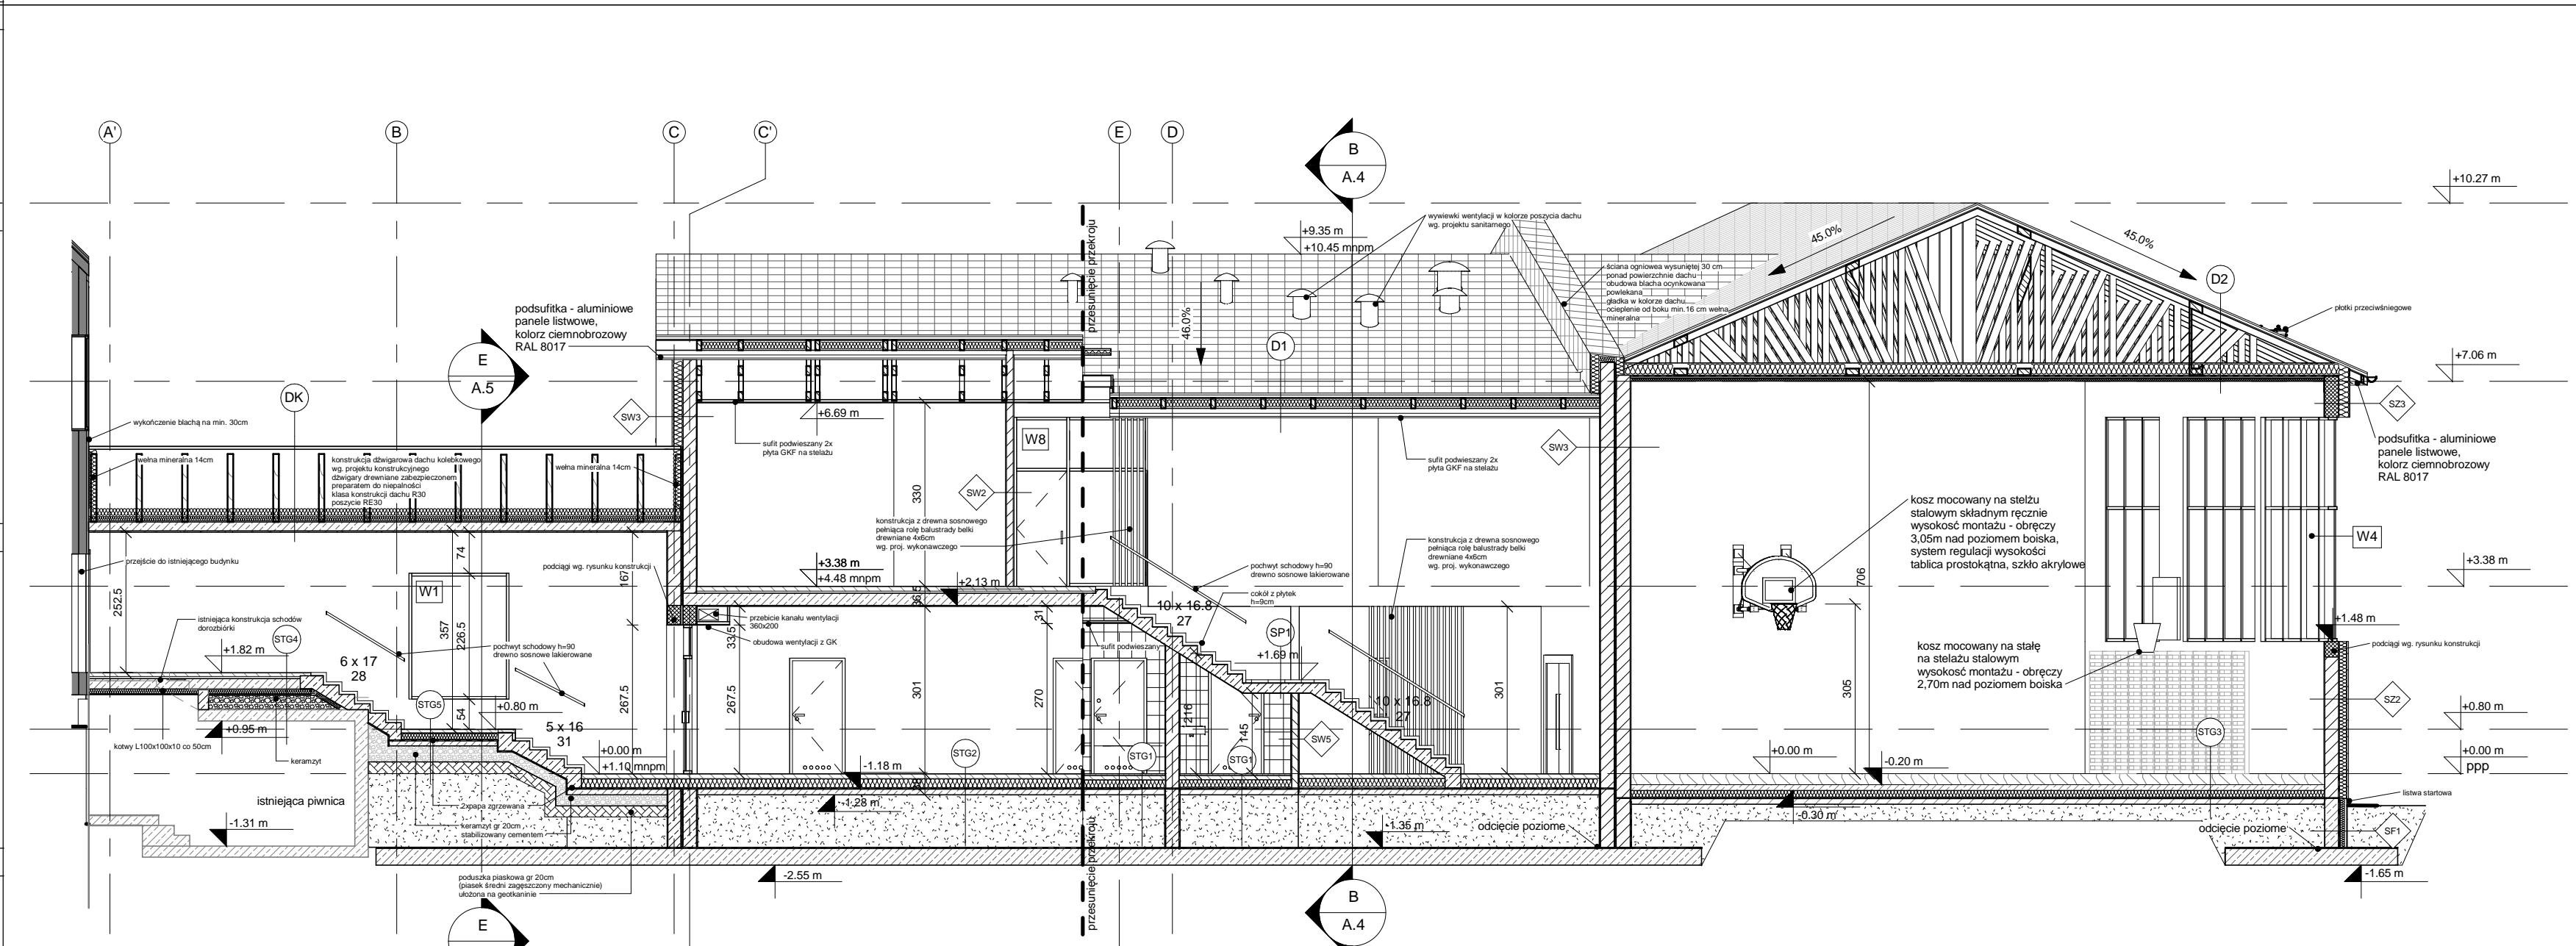 A'
B
C
C'
E
D
B
A.4
+10.27 m
przesunięcie przekroju
+9.35 m
+10.45 mnpm
wywiewki wentylacji w kolorze poszycia dachu
wg. projektu sanitarnego
45.0%
45.0%
46.0%
D1
D2
ściana ogniowea wysuniętej 30 cm
ponad powierzchnie dachu
obudowa blacha ocynkowana
powlekana
gładka w kolorze dachu
ocieplenie od boku min.16 cm wełna
mineralna
płotki przeciwśniegowe
podsufitka - aluminiowe
panele listwowe,
kolorz ciemnobrozowy
RAL 8017
E
A.5
DK
SW3
+6.69 m
+7.06 m
SZ3
wykończenie blachą na min. 30cm
wełna mineralna 14cm
konstrukcja dźwigarowa dachu kolebkowego
wg. projektu konstrukcyjnego
dźwigary drewniane zabezpieczonem
preparatem do niepalności
klasa konstrukcji dachu R30
poszycie RE30
wełna mineralna 14cm
sufit podwieszany 2x
płyta GKF na stelażu
W8
SW2
330
sufit podwieszany 2x
płyta GKF na stelażu
SW3
podsufitka - aluminiowe
panele listwowe,
kolorz ciemnobrozowy
RAL 8017
konstrukcja z drewna sosnowego
pełniąca rolę balustrady belki
drewniane 4x6cm
wg. proj. wykonawczego
konstrukcja z drewna sosnowego
pełniąca rolę balustrady belki
drewniane 4x6cm
wg. proj. wykonawczego
kosz mocowany na stelżu
stalowym składnym ręcznie
wysokosć montażu - obręczy
3,05m nad poziomem boiska,
system regulacji wysokości
tablica prostokątna, szkło akrylowe
W4
przejście do istniejącego budynku
podciągi wg. rysunku konstrukcji
74
167
+3.38 m
+4.48 mnpm
+2,13 m
36.5
pochwyt schodowy h=90
drewno sosnowe lakierowane
706
+3.38 m
W1
252.5
357
226.5
istniejąca konstrukcja schodów
dorozbiórki
STG4
przebicie kanału wentylacji
360x200
obudowa wentylacji z GK
33.5
31
10 x 16.8
27
cokół z płytek
h=9cm
SP1
+1.48 m
podciągi wg. rysunku konstrukcji
+1.82 m
6 x 17
28
pochwyt schodowy h=90
drewno sosnowe lakierowane
sufit podwieszany
+1.69 m
kosz mocowany na stałę
na stelażu stalowym
wysokość montażu - obręczy
2,70m nad poziomem boiska
STG5
54
267.5
267.5
301
270
216
145
301
10 x 16.8
27
305
SZ2
+0.80 m
+0.80 m
+0.95 m
5 x 16
31
SW5
STG3
kotwy L100x100x10 co 50cm
keramzyt
+0.00 m
+1.10 mnpm
-1.18 m
STG2
STG1
STG1
+0.00 m
-0.20 m
+0.00 m
ppp
istniejąca piwnica
2xpapa zgrzewana
-1.28 m
-0.30 m
listwa startowa
-1.31 m
keramzyt gr 20cm
stabilizowany cementem
-1.35 m
odcięcie poziome
odcięcie poziome
SF1
poduszka piaskowa gr 20cm
(piasek średni zagęszczony mechanicznie)
ułożona na geotkaninie
-2.55 m
przesunięcie przekroju
-1.65 m
E
B
A.4